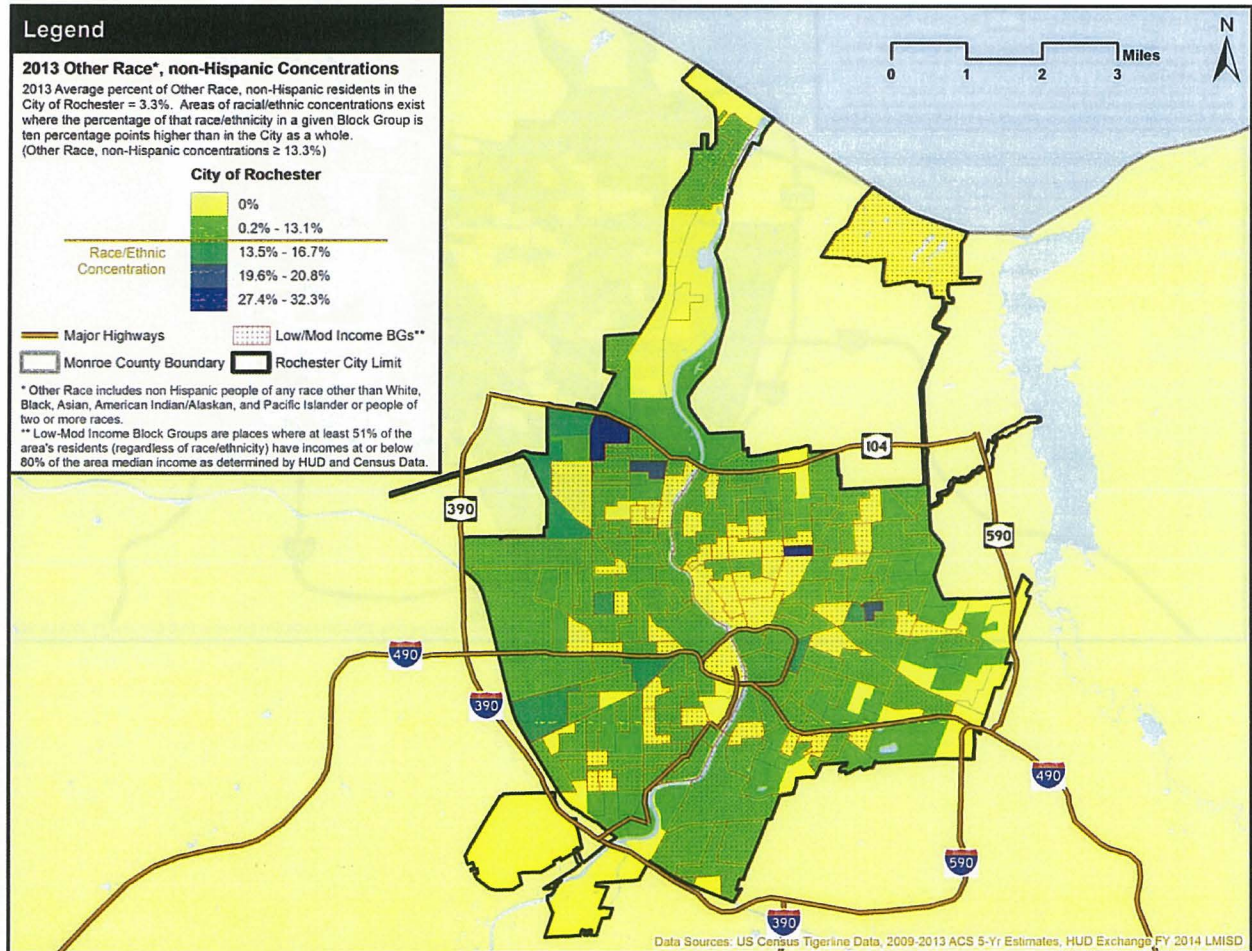 Legend
2013 Other Race*, non-Hispanic Concentrations
2013 Average percent of Other Race, non-Hispanic residents in the
City of Rochester = 3.3%. Areas of racial/ethnic concentrations exist
where the percentage of that race/ethnicity in a given Block Group is
ten percentage points higher than in the City as a whole.
(Other Race, non-Hispanic concentrations ≥ 13.3%)
City of Rochester
0%
0.2% - 13.1%
Race/Ethnic
Concentration
13.5% - 16.7%
19.6% - 20.8%
27.4% - 32.3%
Major Highways
Low/Mod Income BGs**
Monroe County Boundary
Rochester City Limit
* Other Race includes non Hispanic people of any race other than White,
Black, Asian, American Indian/Alaskan, and Pacific Islander or people of
two or more races.
** Low-Mod Income Block Groups are places where at least 51% of the
area's residents (regardless of race/ethnicity) have incomes at or below
80% of the area median income as determined by HUD and Census Data.
N
Miles
0 1 2 3
104
390
590
490
390
490
590
390
Data Sources: US Census Tigerline Data, 2009-2013 ACS 5-Yr Estimates, HUD Exchange FY 2014 LMISD